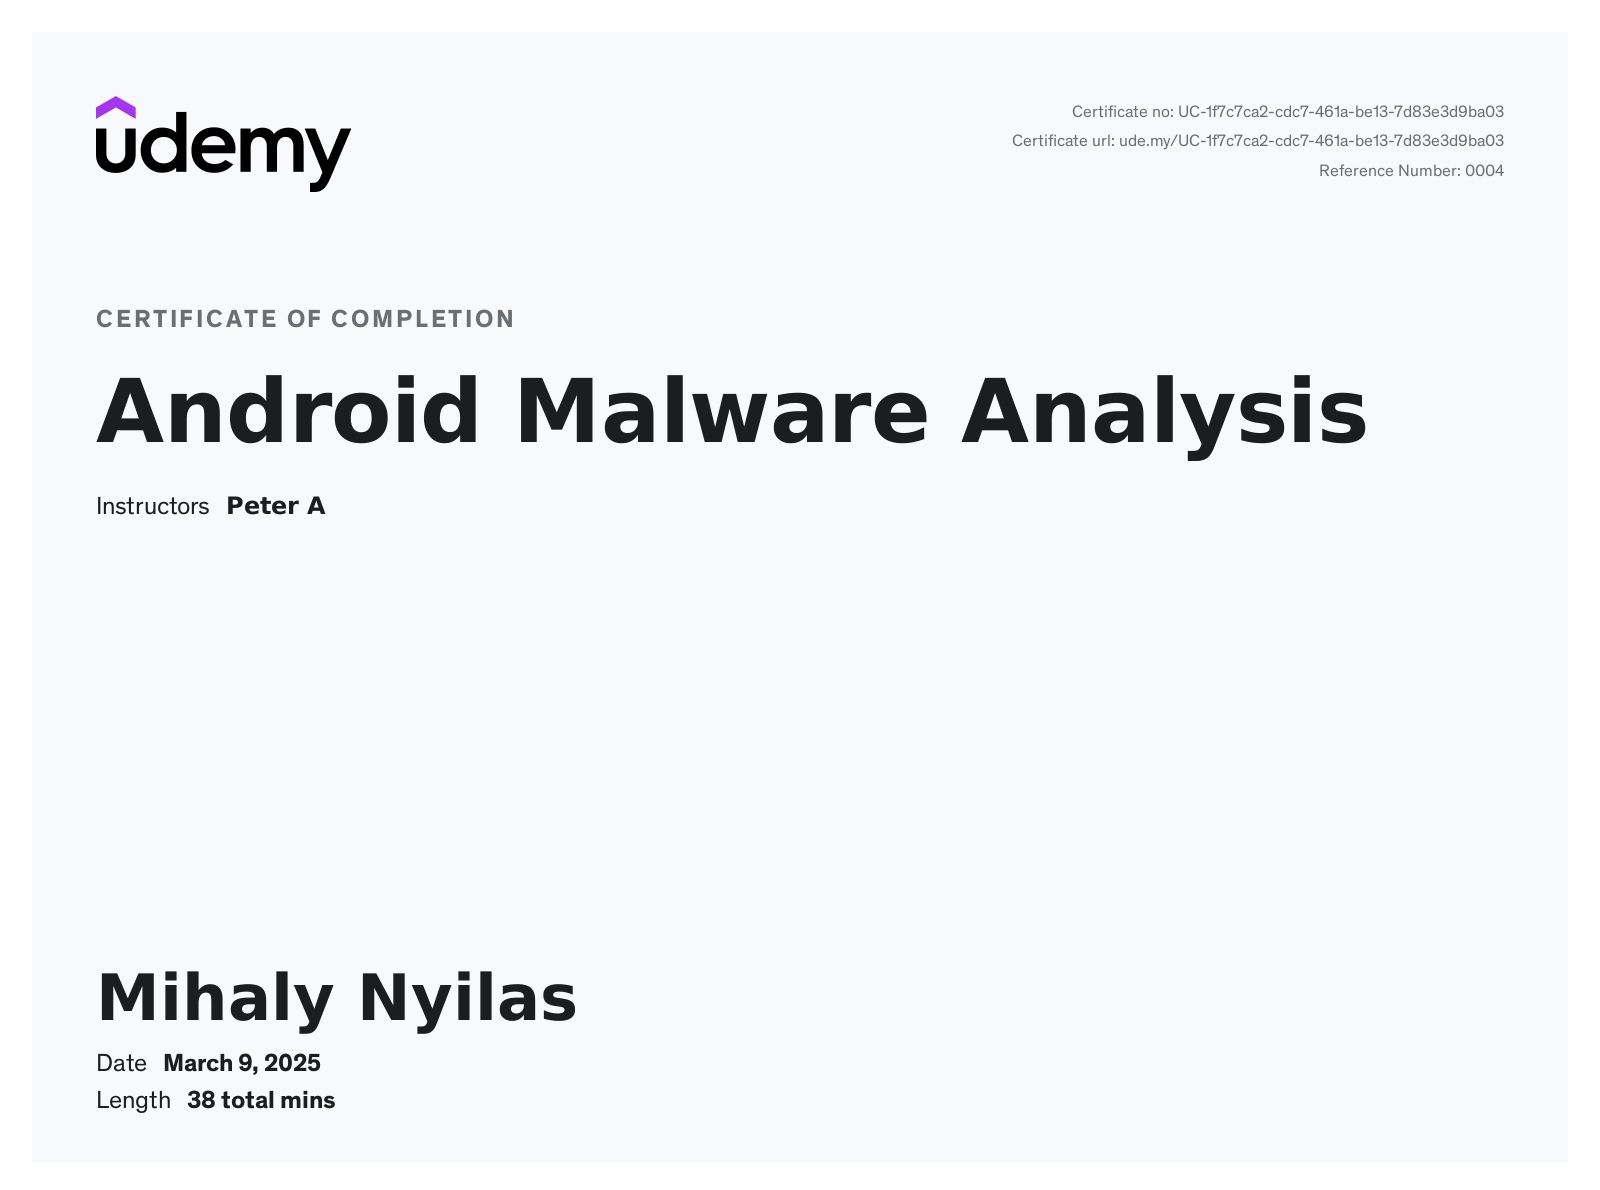 udemy
Certificate no: UC-1f7c7ca2-cdc7-461a-be13-7d83e3d9ba03
Certificate url: ude.my/UC-1f7c7ca2-cdc7-461a-be13-7d83e3d9ba03
Reference Number: 0004
CERTIFICATE OF COMPLETION
Android Malware Analysis
Instructors Peter A
Mihaly Nyilas
Date March 9, 2025
Length 38 total mins